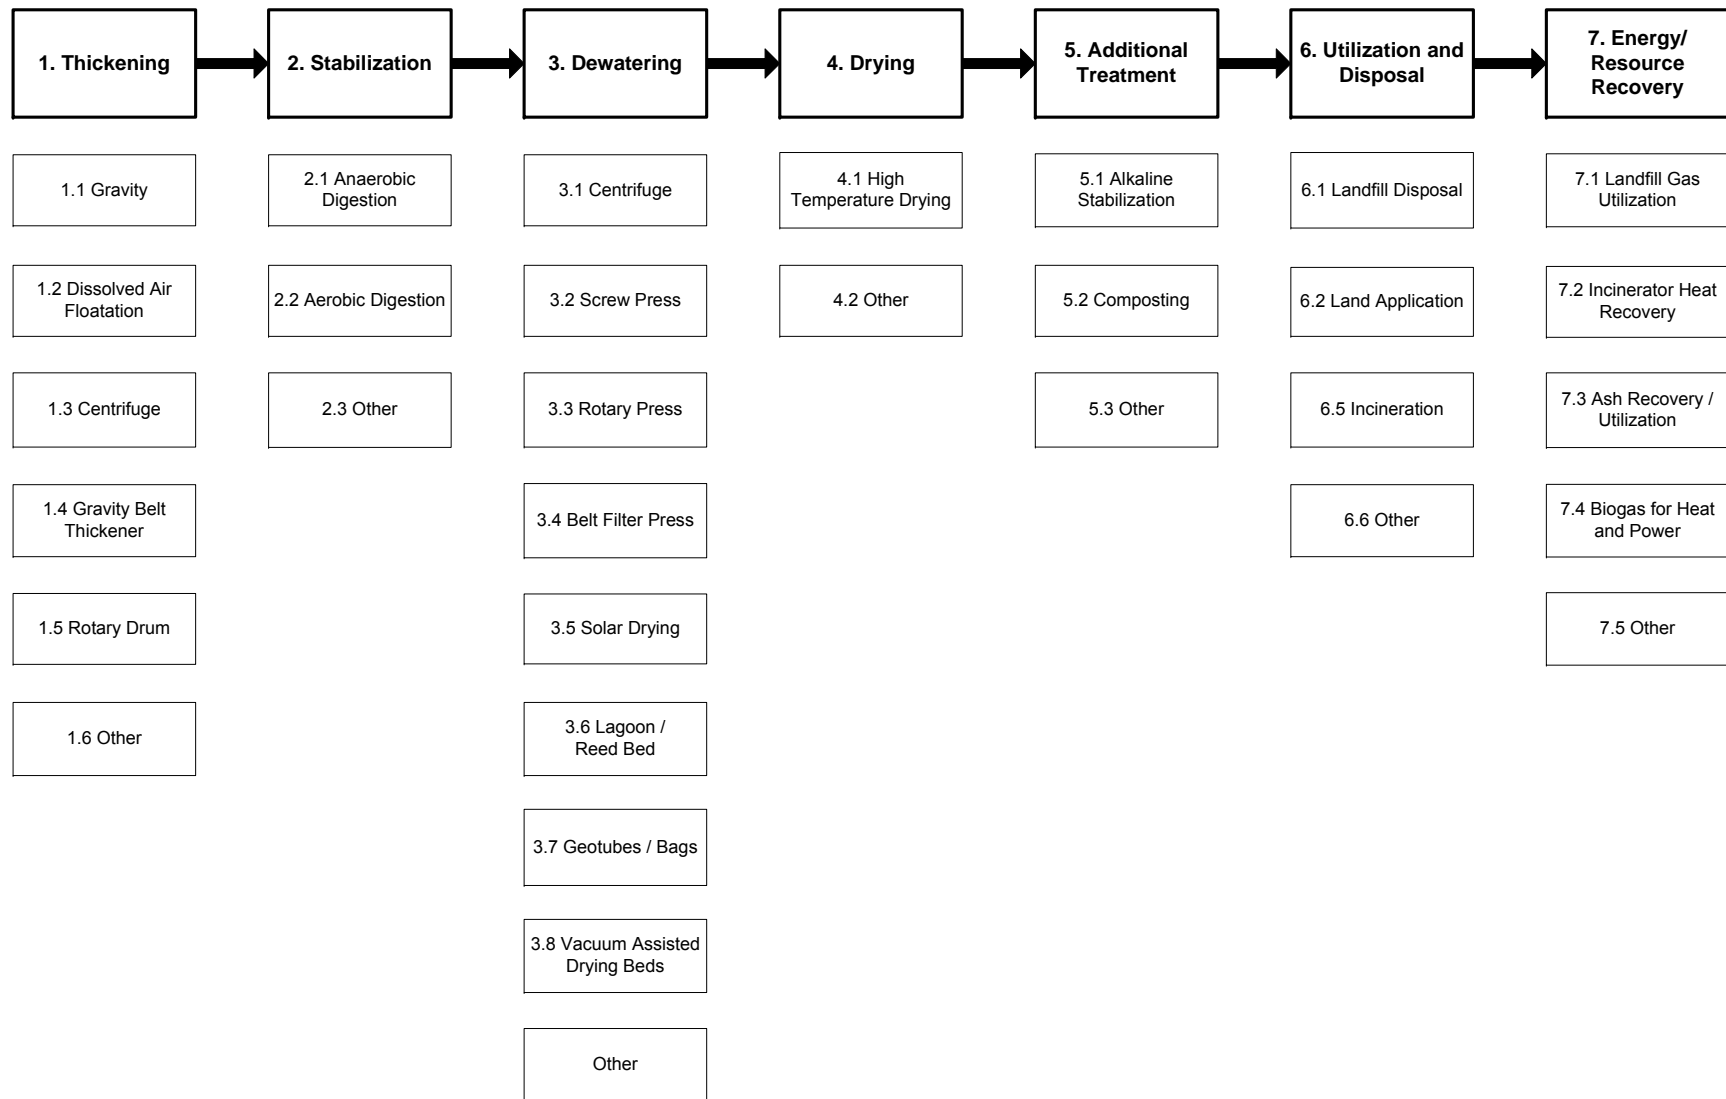 1. Thickening
2. Stabilization
3. Dewatering
4. Drying
5. Additional
Treatment
6. Utilization and
Disposal
7. Energy/
Resource
Recovery
1.1 Gravity
2.1 Anaerobic
Digestion
3.1 Centrifuge
4.1 High
Temperature Drying
5.1 Alkaline
Stabilization
6.1 Landfill Disposal
7.1 Landfill Gas
Utilization
1.2 Dissolved Air
Floatation
2.2 Aerobic Digestion
3.2 Screw Press
4.2 Other
5.2 Composting
6.2 Land Application
7.2 Incinerator Heat
Recovery
1.3 Centrifuge
2.3 Other
3.3 Rotary Press
5.3 Other
6.5 Incineration
7.3 Ash Recovery /
Utilization
1.4 Gravity Belt
Thickener
3.4 Belt Filter Press
6.6 Other
7.4 Biogas for Heat
and Power
1.5 Rotary Drum
3.5 Solar Drying
7.5 Other
1.6 Other
3.6 Lagoon /
Reed Bed
3.7 Geotubes / Bags
3.8 Vacuum Assisted
Drying Beds
Other